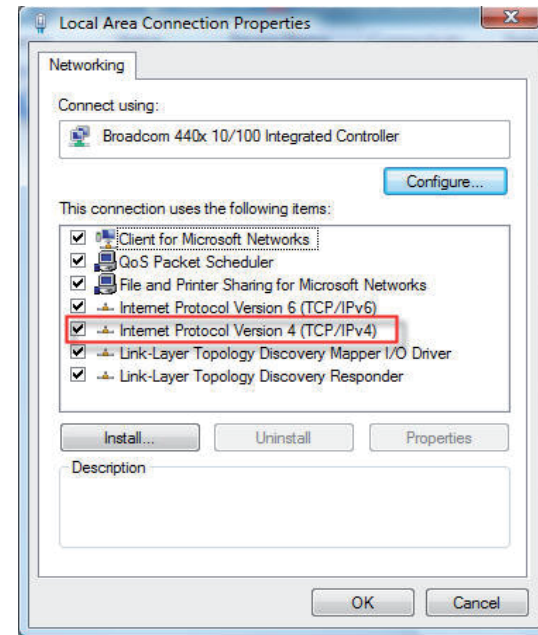 Local Area Connection Properties
Networking
Connect using:
Broadcom 440x 10/100 Integrated Controller
Configure...
This connection uses the following items:
Client for Microsoft Networks
QoS Packet Scheduler
File and Printer Sharing for Microsoft Networks
Internet Protocol Version 6 (TCP/IPv6)
Internet Protocol Version 4 (TCP/IPv4)
Link-Layer Topology Discovery Mapper I/O Driver
Link-Layer Topology Discovery Responder
Install... Uninstall Properties
Description
OK Cancel